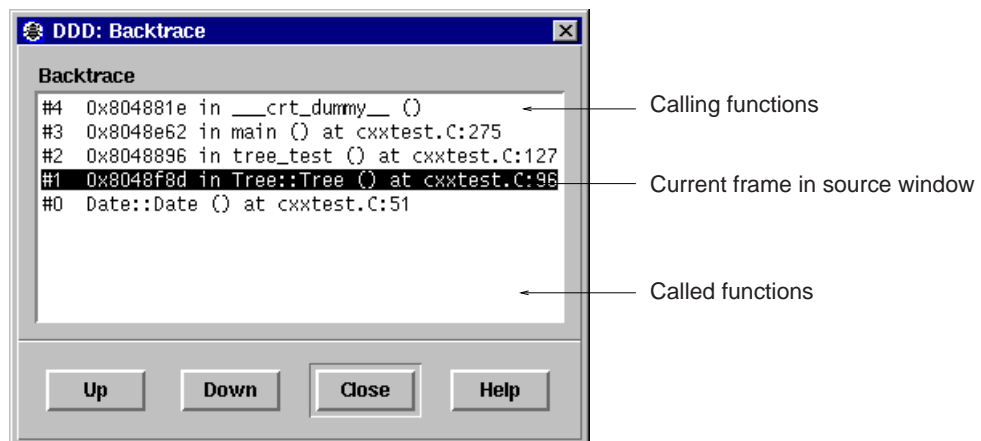 DDD: Backtrace
Backtrace
#4 0x804881e in ___crt_dummy__ ()
Calling functions
#3 0x8048e62 in main () at cxxtest.C:275
#2 0x8048896 in tree_test () at cxxtest.C:127
#1 0x8048f8d in Tree::Tree () at cxxtest.C:96
Current frame in source window
#0 Date::Date () at cxxtest.C:51
Called functions
Up Down Close Help